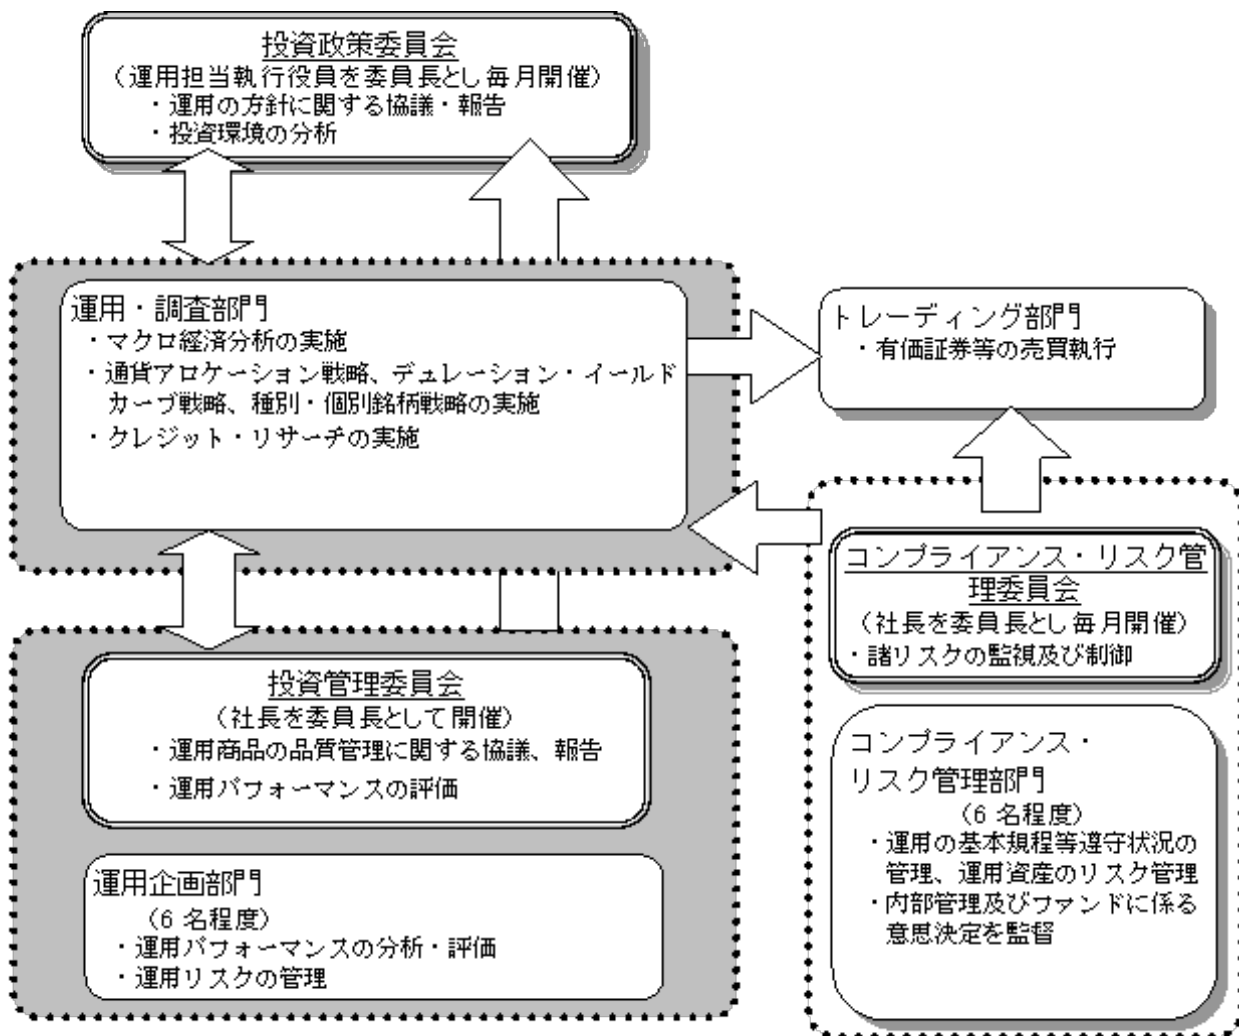 投資政策委員会
（運用担当執行役員を委員長とし毎月開催）
・運用の方針に関する協議・報告
・投資環境の分析
運用・調査部門
・マクロ経済分析の実施
・通貨アロケーション戦略、デュレーション・イールド
カーブ戦略、種別・個別銘柄戦略の実施
・クレジット・リサーチの実施
トレーディング部門
・有価証券等の売買執行
コンプライアンス・リスク管
理委員会
（社長を委員長とし毎月開催）
・諸リスクの監視及び制御
投資管理委員会
（社長を委員長として開催）
・運用商品の品質管理に関する協議、報告
・運用パフォーマンスの評価
コンプライアンス・
リスク管理部門
（6 名程度）
・運用の基本規程等遵守状況の
管理、運用資産のリスク管理
・内部管理及びファンドに係る
意思決定を監督
運用企画部門
（6 名程度）
・運用パフォーマンスの分析・評価
・運用リスクの管理